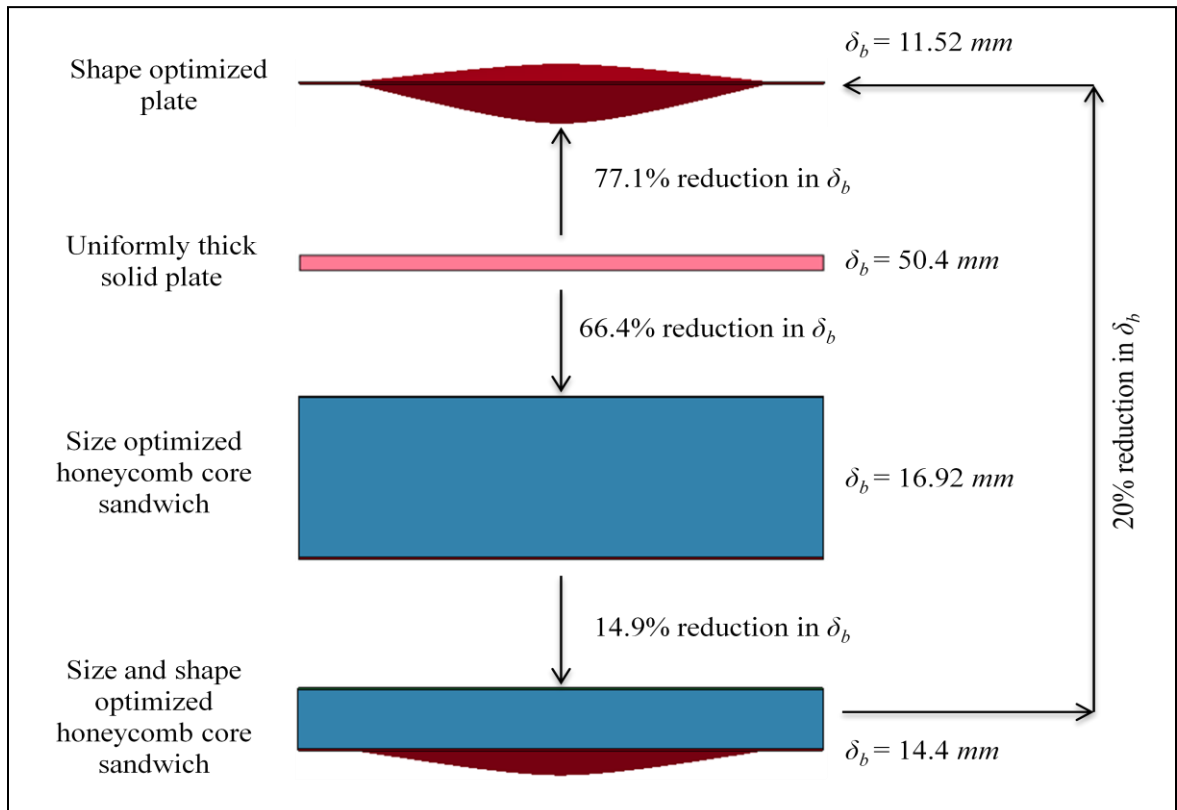 δb = 11.52 mm
Shape optimized
plate
77.1% reduction in δb
Uniformly thick
solid plate
δb = 50.4 mm
66.4% reduction in δb
20% reduction in δb
Size optimized
honeycomb core
sandwich
δb = 16.92 mm
14.9% reduction in δb
Size and shape
optimized
honeycomb core
sandwich
δb = 14.4 mm